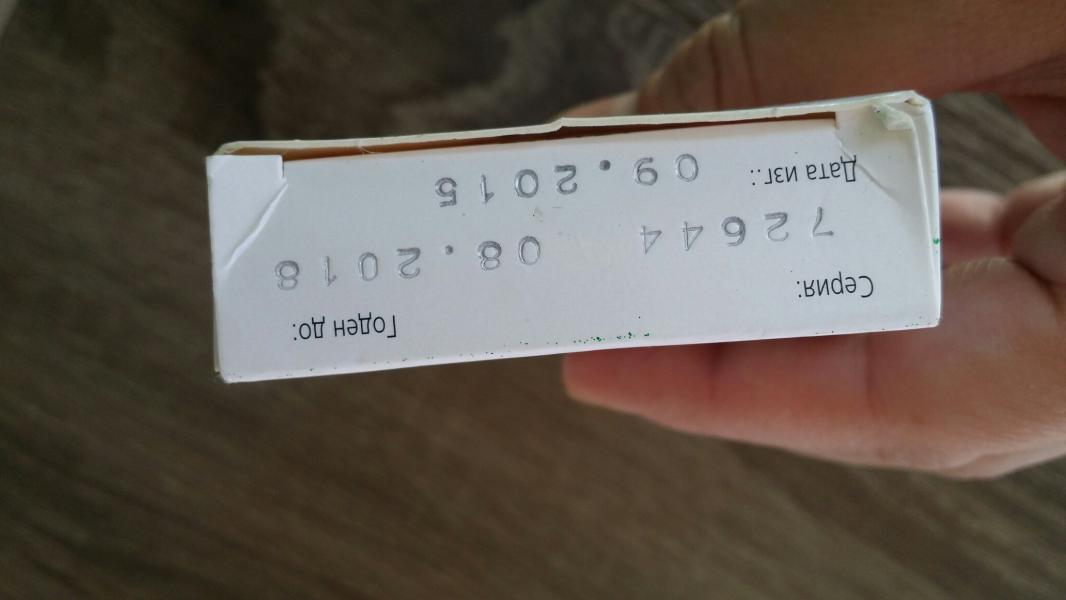 Годен до:
Серия:
72644 08.2018
Дата изг.: 09.2015